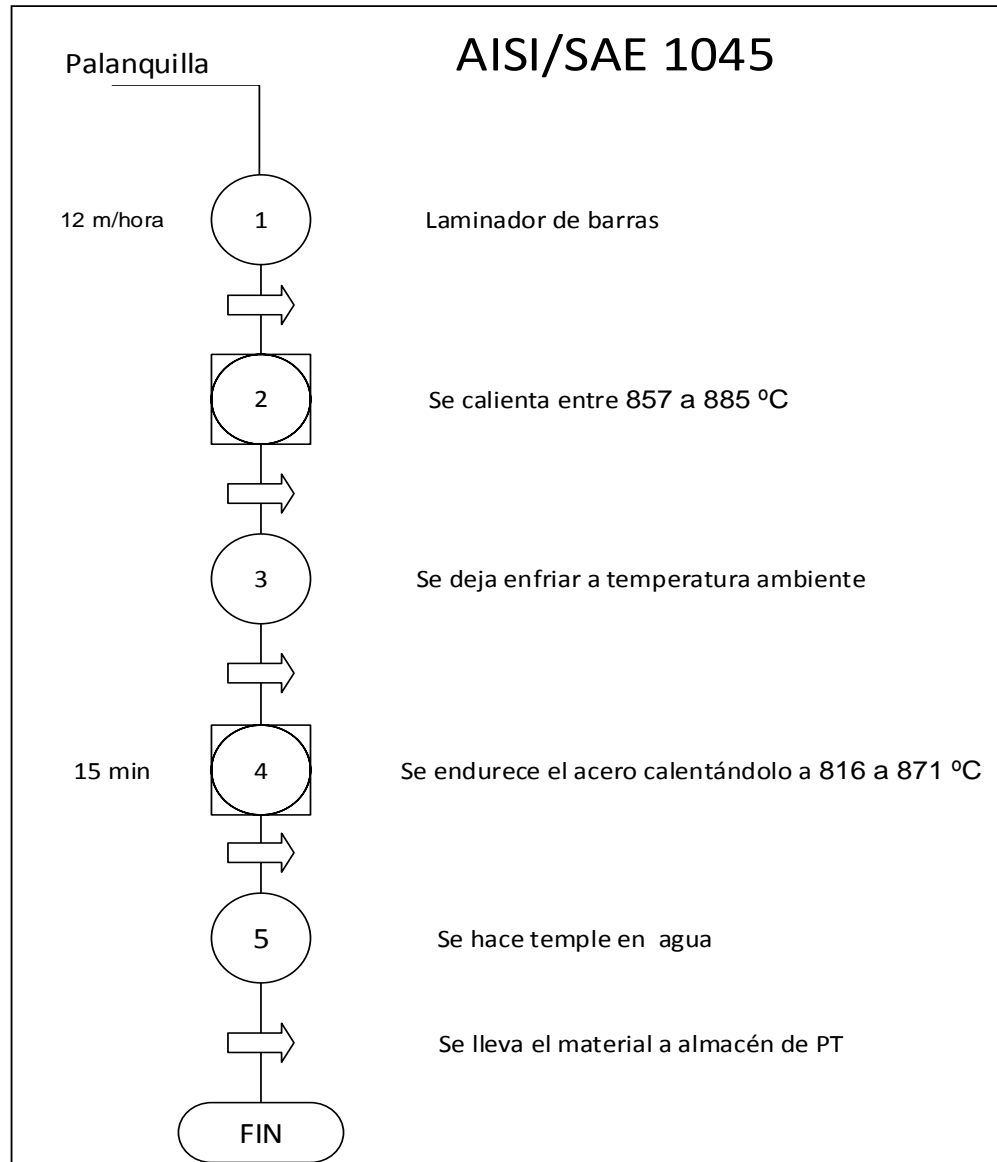 Palanquilla
AISI/SAE 1045
12 m/hora
1
Laminador de barras
2
Se calienta entre 857 a 885 ºC
3
Se deja enfriar a temperatura ambiente
15 min
4
Se endurece el acero calentándolo a 816 a 871 ºC
5
Se hace temple en agua
Se lleva el material a almacén de PT
FIN